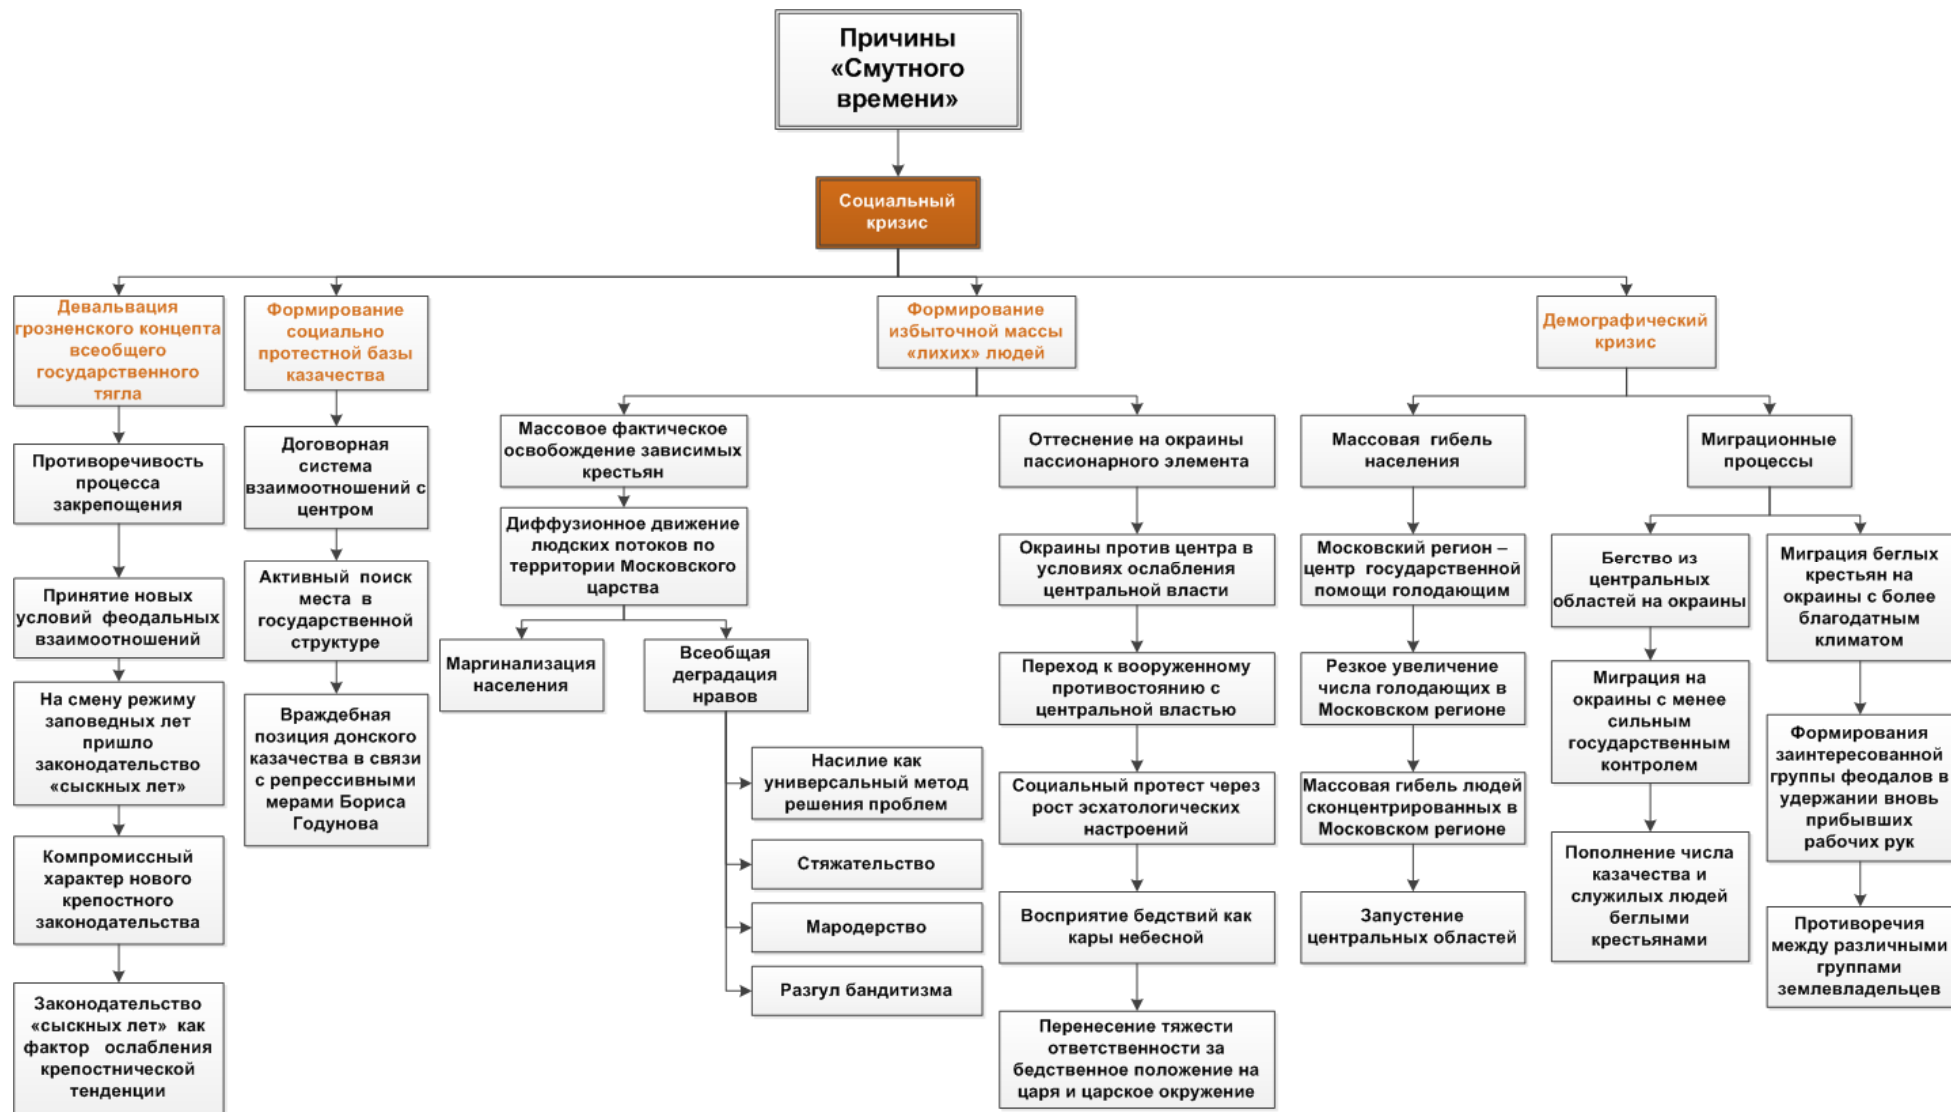 Причины
«Смутного
времени»
Социальный
кризис
Девальвация
грозненского концепта
всеобщего
государственного
тягла
Противоречивость
процесса
закрепощения
Принятие новых
условий феодальных
взаимоотношений
На смену режиму
заповедных лет
пришло
законодательство
«сыскных лет»
Компромиссный
характер нового
крепостного
законодательства
Законодательство
«сыскных лет» как
фактор ослабления
крепостнической
тенденции
Формирование
социально
протестной базы
казачества
Договорная
система
взаимоотношений с
центром
Активный поиск
места в
государственной
структуре
Враждебная
позиция донского
казачества в связи
с репрессивными
мерами Бориса
Годунова
Формирование
избыточной массы
«лихих» людей
Массовое фактическое
освобождение зависимых
крестьян
Диффузионное движение
людских потоков по
территории Московского
царства
Маргинализация
населения
Всеобщая
деградация
нравов
Насилие как
универсальный метод
решения проблем
Стяжательство
Мародерство
Разгул бандитизма
Оттеснение на окраины
пассионарного элемента
Окраины против центра в
условиях ослабления
центральной власти
Переход к вооруженному
противостоянию с
центральной властью
Социальный протест через
рост эсхатологических
настроений
Восприятие бедствий как
кары небесной
Перенесение тяжести
ответственности за
бедственное положение на
царя и царское окружение
Демографический
кризис
Массовая гибель
населения
Московский регион –
центр государственной
помощи голодающим
Резкое увеличение
числа голодающих в
Московском регионе
Массовая гибель людей
сконцентрированных в
Московском регионе
Запустение
центральных областей
Миграционные
процессы
Бегство из
центральных
областей на окраины
Миграция на
окраины с менее
сильным
государственным
контролем
Пополнение числа
казачества и
служилых людей
беглыми
крестьянами
Миграция беглых
крестьян на
окраины с более
благодатным
климатом
Формирования
заинтересованной
группы феодалов в
удержании вновь
прибывших
рабочих рук
Противоречия
между различными
группами
землевладельцев